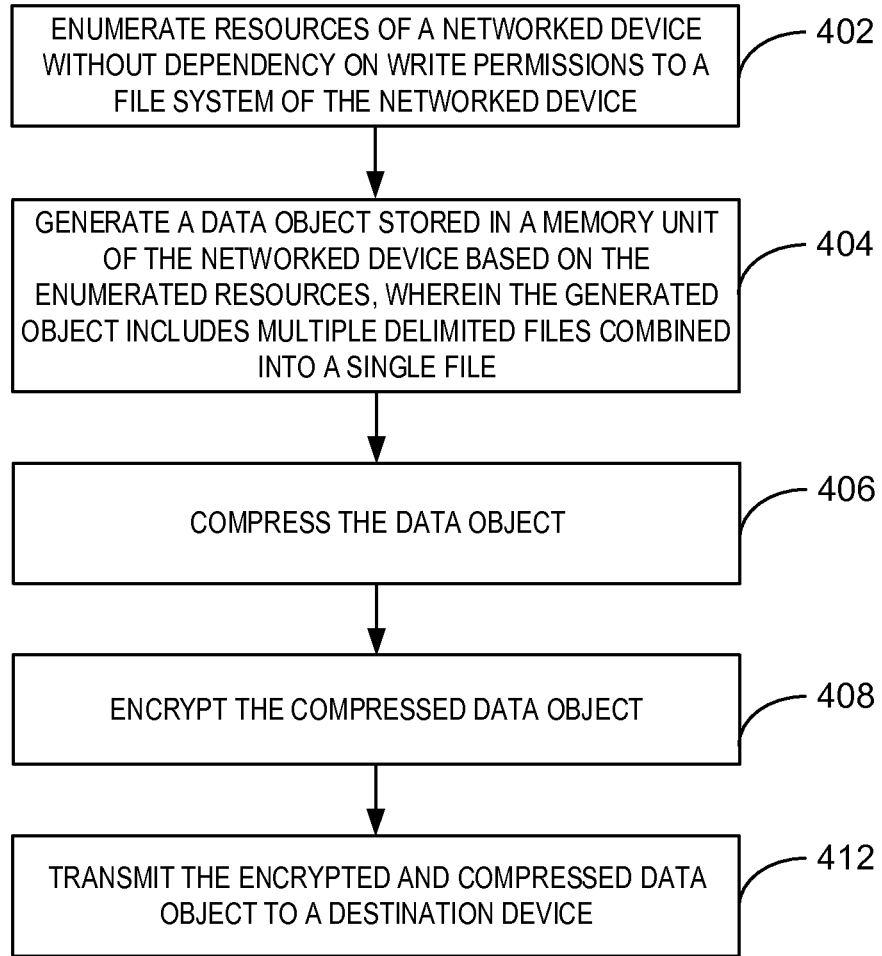 ENUMERATE RESOURCES OF A NETWORKED DEVICE
WITHOUT DEPENDENCY ON WRITE PERMISSIONS TO A
FILE SYSTEM OF THE NETWORKED DEVICE
402
GENERATE A DATA OBJECT STORED IN A MEMORY UNIT
OF THE NETWORKED DEVICE BASED ON THE
ENUMERATED RESOURCES, WHEREIN THE GENERATED
OBJECT INCLUDES MULTIPLE DELIMITED FILES COMBINED
INTO A SINGLE FILE
404
COMPRESS THE DATA OBJECT
406
ENCRYPT THE COMPRESSED DATA OBJECT
408
TRANSMIT THE ENCRYPTED AND COMPRESSED DATA
OBJECT TO A DESTINATION DEVICE
412